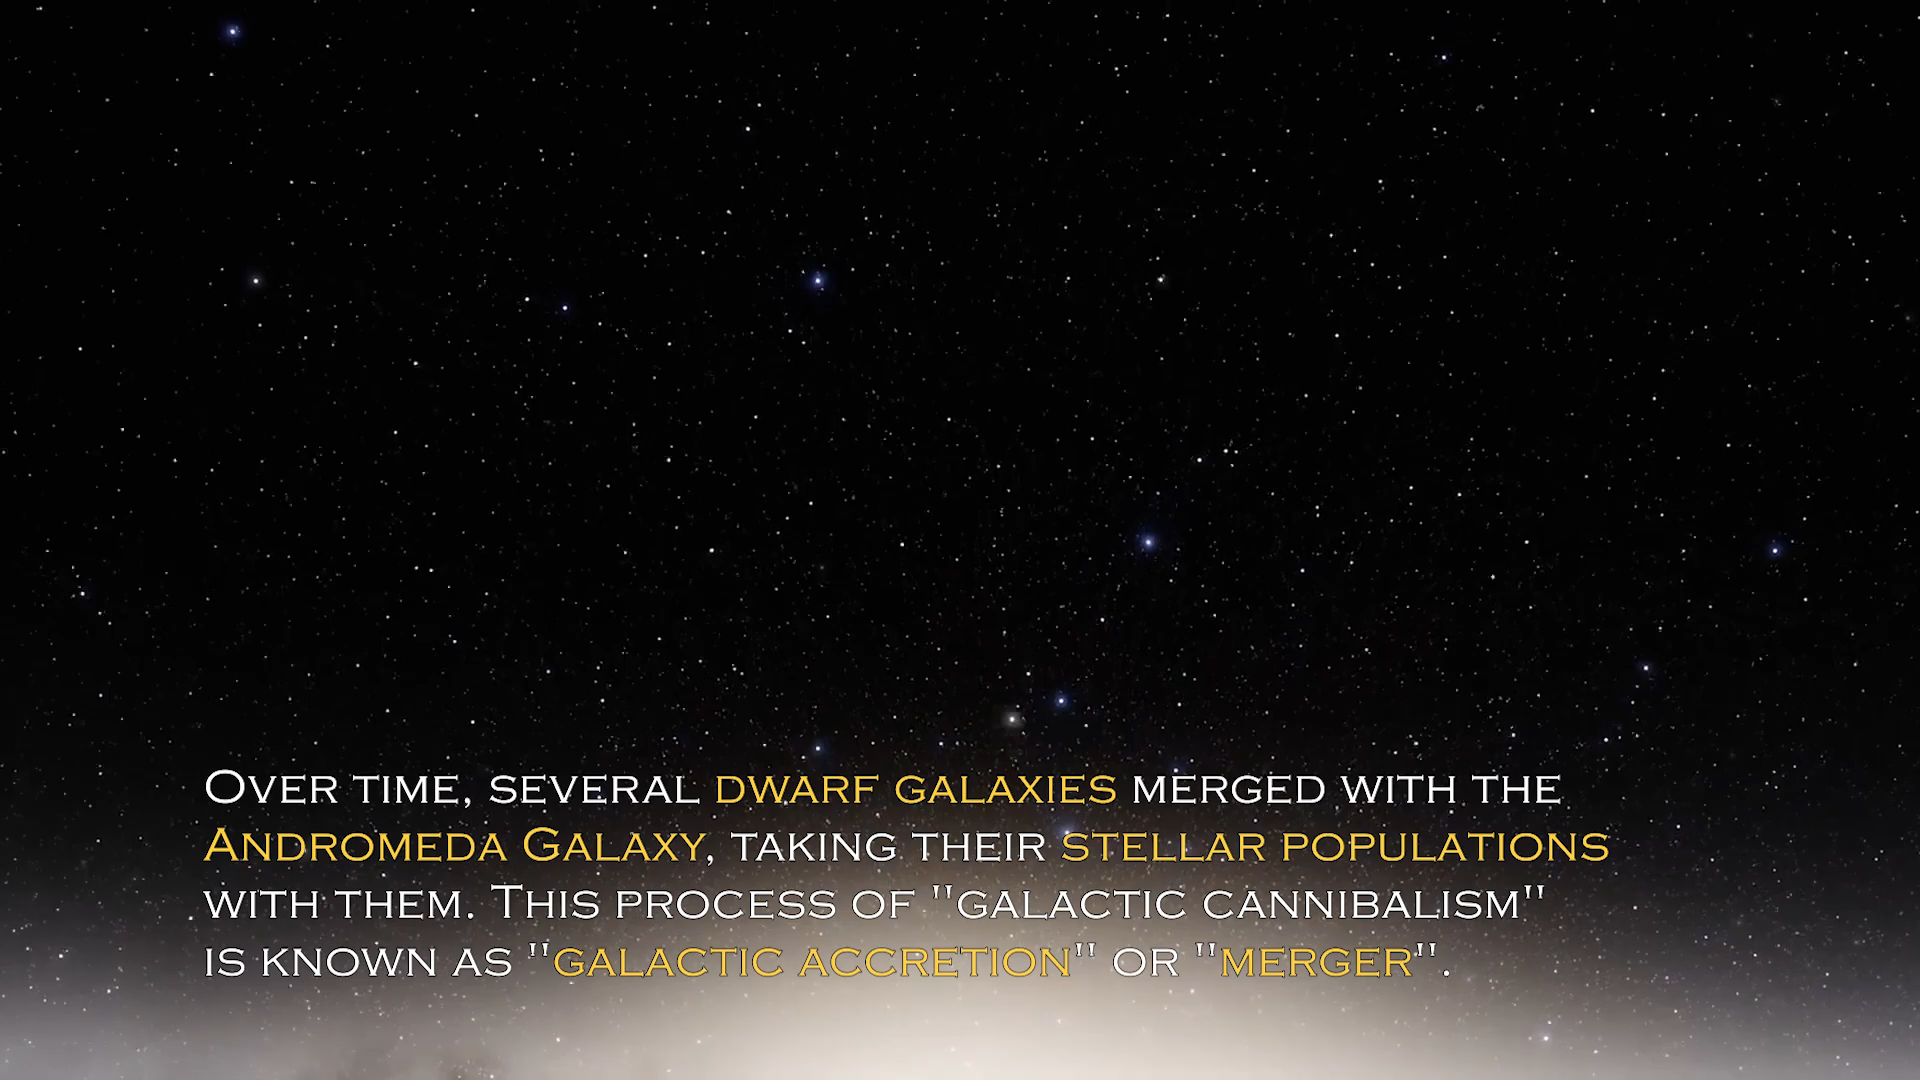 Over time, several dwarf galaxies merged with the
Andromeda Galaxy, taking their stellar populations
with them. This process of "galactic cannibalism"
is known as "galactic accretion" or "merger".